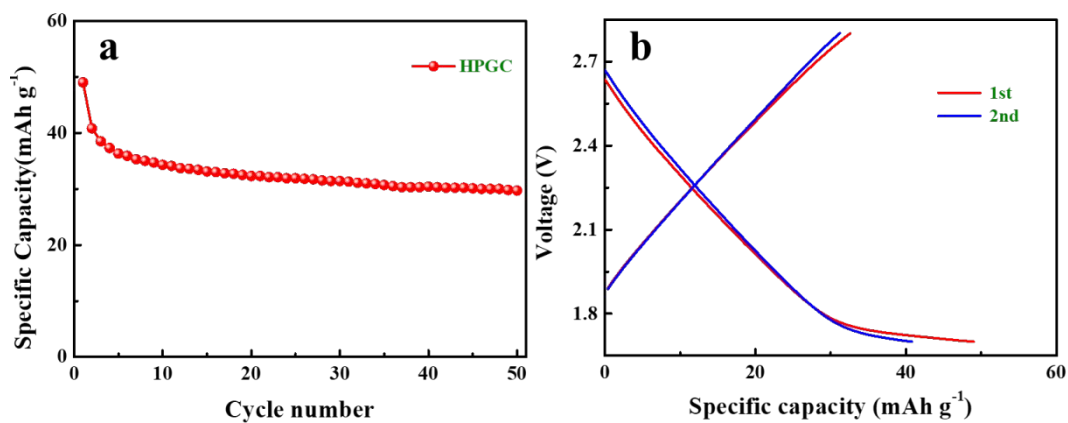 a
HPGC
Specific Capacity(mAh g⁻¹)
60
40
20
0
0
10
20
30
40
50
Cycle number
b
1st
2nd
Voltage (V)
2.7
2.4
2.1
1.8
0
20
40
60
Specific capacity (mAh g⁻¹)